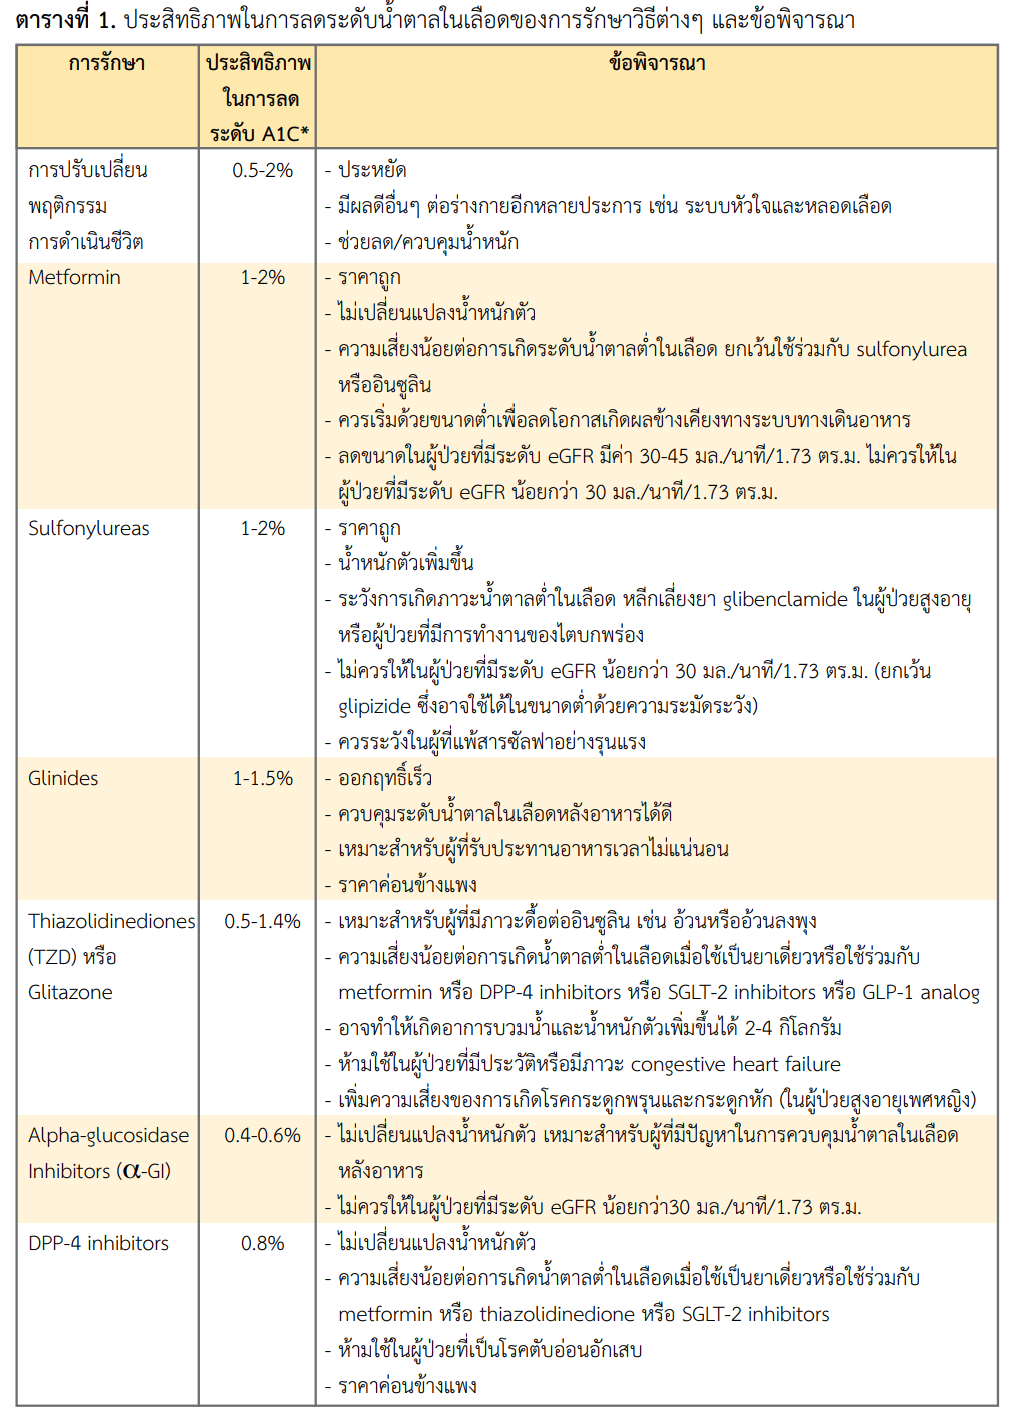 ตารางที่ 1. ประสิทธิภาพในการลดระดับน้ำตาลในเลือดของการรักษาวิธีต่างๆ และข้อพิจารณา
การรักษา
ประสิทธิภาพ
ในการลด
ระดับ A1C*
ข้อพิจารณา
การปรับเปลี่ยน
พฤติกรรม
การดำเนินชีวิต
0.5-2%
- ประหยัด
- มีผลดีอื่นๆ ต่อร่างกายอีกหลายประการ เช่น ระบบหัวใจและหลอดเลือด
- ช่วยลด/ควบคุมน้ำหนัก
Metformin
1-2%
- ราคาถูก
- ไม่เปลี่ยนแปลงน้ำหนักตัว
- ความเสี่ยงน้อยต่อการเกิดระดับน้ำตาลต่ำในเลือด ยกเว้นใช้ร่วมกับ sulfonylurea
หรืออินซูลิน
- ควรเริ่มด้วยขนาดต่ำเพื่อลดโอกาสเกิดผลข้างเคียงทางระบบทางเดินอาหาร
- ลดขนาดในผู้ป่วยที่มีระดับ eGFR มีค่า 30-45 มล./นาที/1.73 ตร.ม. ไม่ควรให้ใน
ผู้ป่วยที่มีระดับ eGFR น้อยกว่า 30 มล./นาที/1.73 ตร.ม.
Sulfonylureas
1-2%
- ราคาถูก
- น้ำหนักตัวเพิ่มขึ้น
- ระวังการเกิดภาวะน้ำตาลต่ำในเลือด หลีกเลี่ยงยา glibenclamide ในผู้ป่วยสูงอายุ
หรือผู้ป่วยที่มีการทำงานของไตบกพร่อง
- ไม่ควรให้ในผู้ป่วยที่มีระดับ eGFR น้อยกว่า 30 มล./นาที/1.73 ตร.ม. (ยกเว้น
glipizide ซึ่งอาจใช้ได้ในขนาดต่ำด้วยความระมัดระวัง)
- ควรระวังในผู้ที่แพ้สารซัลฟาอย่างรุนแรง
Glinides
1-1.5%
- ออกฤทธิ์เร็ว
- ควบคุมระดับน้ำตาลในเลือดหลังอาหารได้ดี
- เหมาะสำหรับผู้ที่รับประทานอาหารเวลาไม่แน่นอน
- ราคาค่อนข้างแพง
Thiazolidinediones
(TZD) หรือ
Glitazone
0.5-1.4%
- เหมาะสำหรับผู้ที่มีภาวะดื้อต่ออินซูลิน เช่น อ้วนหรืออ้วนลงพุง
- ความเสี่ยงน้อยต่อการเกิดน้ำตาลต่ำในเลือดเมื่อใช้เป็นยาเดี่ยวหรือใช้ร่วมกับ
metformin หรือ DPP-4 inhibitors หรือ SGLT-2 inhibitors หรือ GLP-1 analog
- อาจทำให้เกิดอาการบวมน้ำและน้ำหนักตัวเพิ่มขึ้นได้ 2-4 กิโลกรัม
- ห้ามใช้ในผู้ป่วยที่มีประวัติหรือมีภาวะ congestive heart failure
- เพิ่มความเสี่ยงของการเกิดโรคกระดูกพรุนและกระดูกหัก (ในผู้ป่วยสูงอายุเพศหญิง)
Alpha-glucosidase
Inhibitors (α-GI)
0.4-0.6%
- ไม่เปลี่ยนแปลงน้ำหนักตัว เหมาะสำหรับผู้ที่มีปัญหาในการควบคุมน้ำตาลในเลือด
หลังอาหาร
- ไม่ควรให้ในผู้ป่วยที่มีระดับ eGFR น้อยกว่า30 มล./นาที/1.73 ตร.ม.
DPP-4 inhibitors
0.8%
- ไม่เปลี่ยนแปลงน้ำหนักตัว
- ความเสี่ยงน้อยต่อการเกิดน้ำตาลต่ำในเลือดเมื่อใช้เป็นยาเดี่ยวหรือใช้ร่วมกับ
metformin หรือ thiazolidinedione หรือ SGLT-2 inhibitors
- ห้ามใช้ในผู้ป่วยที่เป็นโรคตับอ่อนอักเสบ
- ราคาค่อนข้างแพง